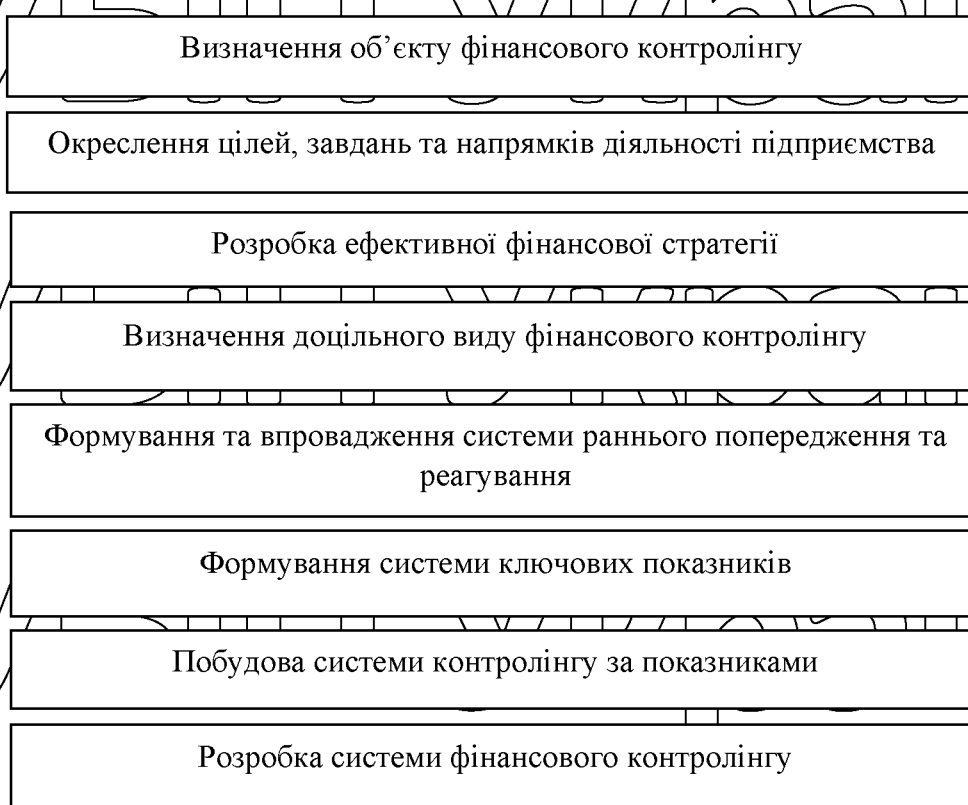 Визначення об’єкту фінансового контролінгу
Окреслення цілей, завдань та напрямків діяльності підприємства
Розробка ефективної фінансової стратегії
Визначення доцільного виду фінансового контролінгу
Формування та впровадження системи раннього попередження та
реагування
Формування системи ключових показників
Побудова системи контролінгу за показниками
Розробка системи фінансового контролінгу